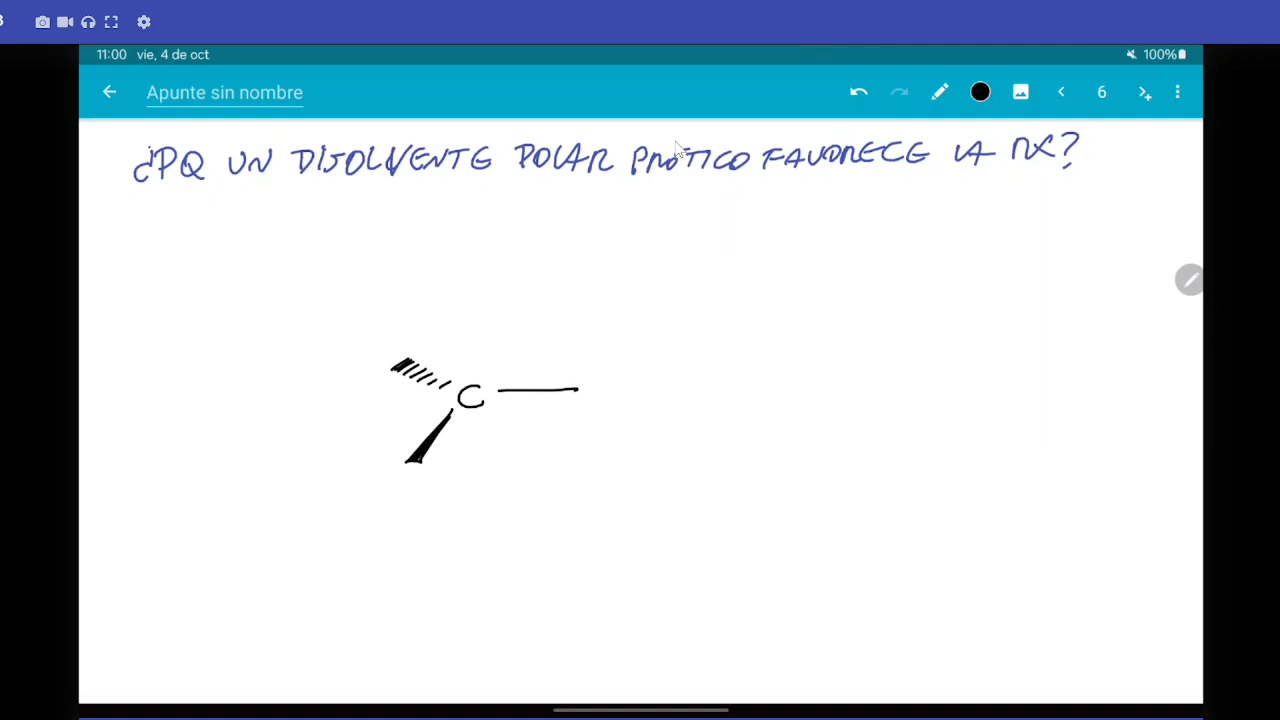 11:00 vie, 4 de oct 100%
Apunte sin nombre 6
¿PQ UN DISOLVENTE POLAR PRÓTICO FAVORECE LA RX?
C